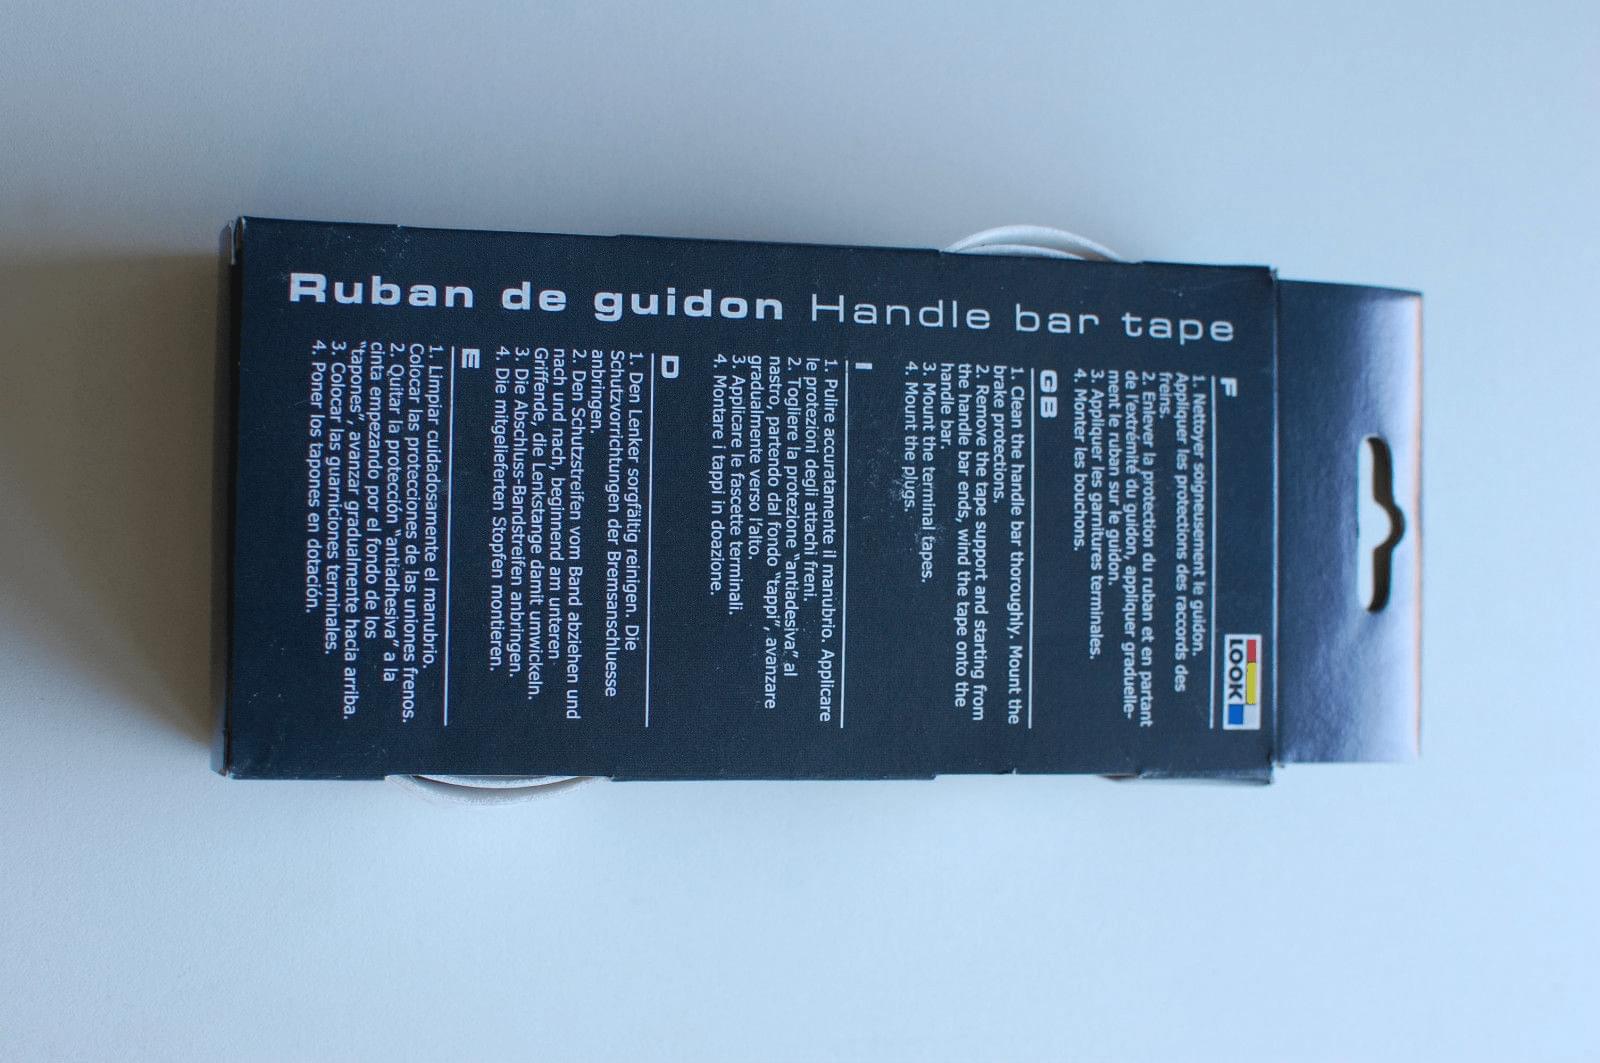 Ruban de guidon Handle bar tape
LOOK
F
1. Nettoyer soigneusement le guidon.
Appliquer les protections des raccords des
freins.
2. Enlever la protection du ruban et en partant
de l'extrémité du guidon, appliquer graduelle-
ment le ruban sur le guidon.
3. Appliquer les garnitures terminales.
4. Monter les bouchons.
GB
1. Clean the handle bar thoroughly. Mount the
brake protections.
2. Remove the tape support and starting from
the handle bar ends, wind the tape onto the
handle bar.
3. Mount the terminal tapes.
4. Mount the plugs.
I
1. Pulire accuratamente il manubrio. Applicare
le protezioni degli attachi freni.
2. Togliere la protezione "antiadesiva" al
nastro, partendo dal fondo "tappi", avanzare
gradualmente verso l'alto.
3. Applicare le fascette terminali.
4. Montare i tappi in doazione.
D
1. Den Lenker sorgfältig reinigen. Die
Schutzvorrichtungen der Bremsanschluesse
anbringen.
2. Den Schutzstreifen vom Band abziehen und
nach und nach, beginnend am unteren
Griffende, die Lenkstange damit umwickeln.
3. Die Abschluss-Bandstreifen anbringen.
4. Die mitgelieferten Stopfen montieren.
E
1. Limpiar cuidadosamente el manubrio.
Colocar las protecciones de las uniones frenos.
2. Quitar la protección "antiadhesiva" a la
cinta empezando por el fondo de los
"tapones", avanzar gradualmente hacia arriba.
3. Colocar las guarniciones terminales.
4. Poner los tapones en dotación.